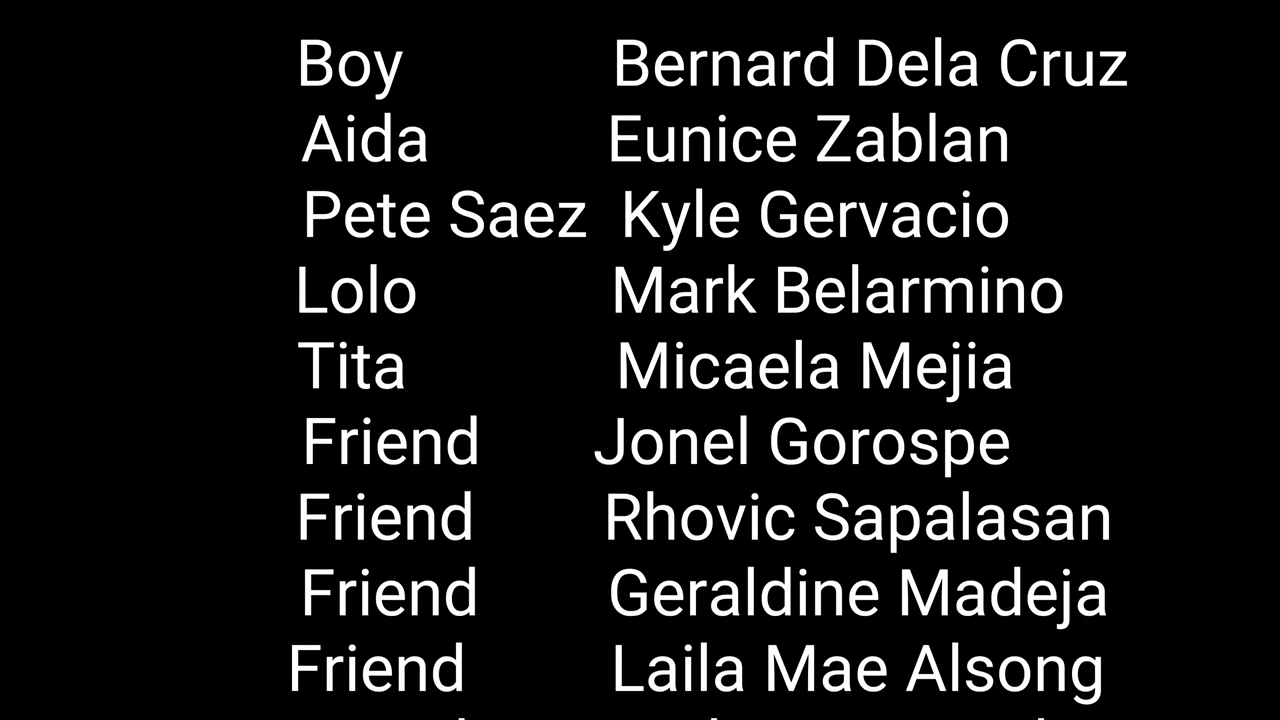 Boy Bernard Dela Cruz
Aida Eunice Zablan
Pete Saez Kyle Gervacio
Lolo Mark Belarmino
Tita Micaela Mejia
Friend Jonel Gorospe
Friend Rhovic Sapalasan
Friend Geraldine Madeja
Friend Laila Mae Alsong